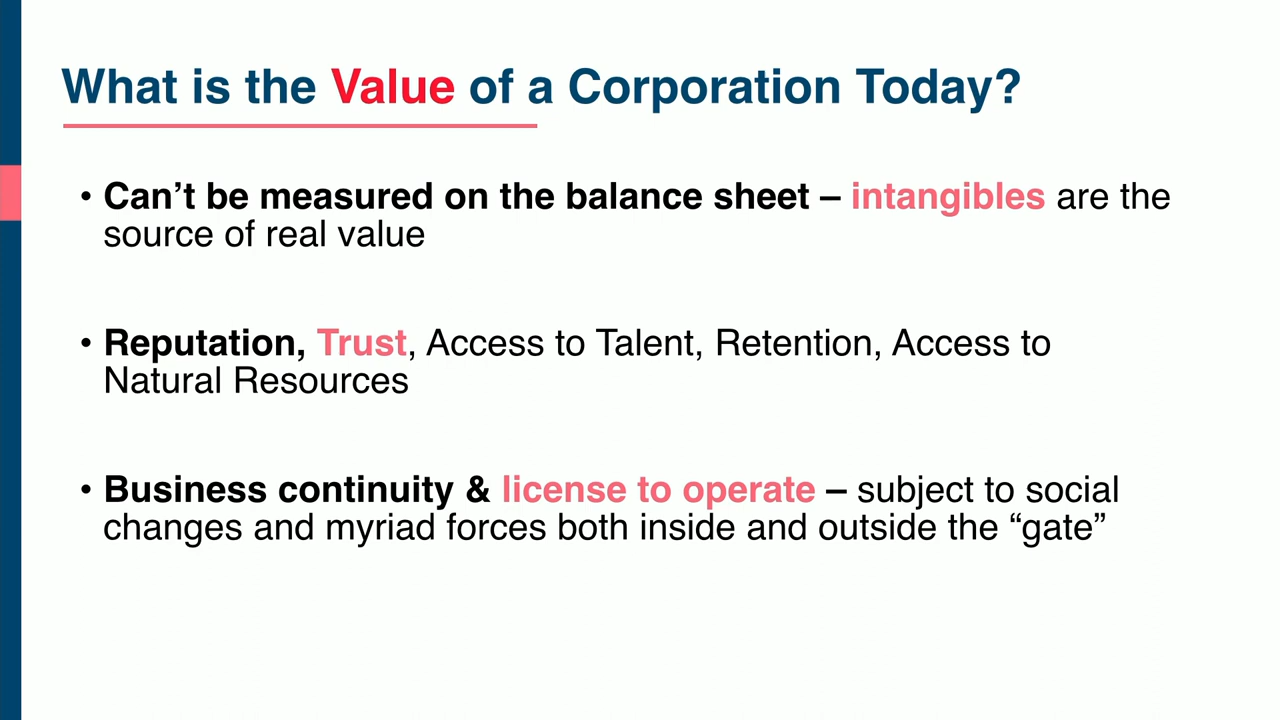 What is the Value of a Corporation Today?
• Can’t be measured on the balance sheet – intangibles are the
source of real value
• Reputation, Trust, Access to Talent, Retention, Access to
Natural Resources
• Business continuity & license to operate – subject to social
changes and myriad forces both inside and outside the “gate”